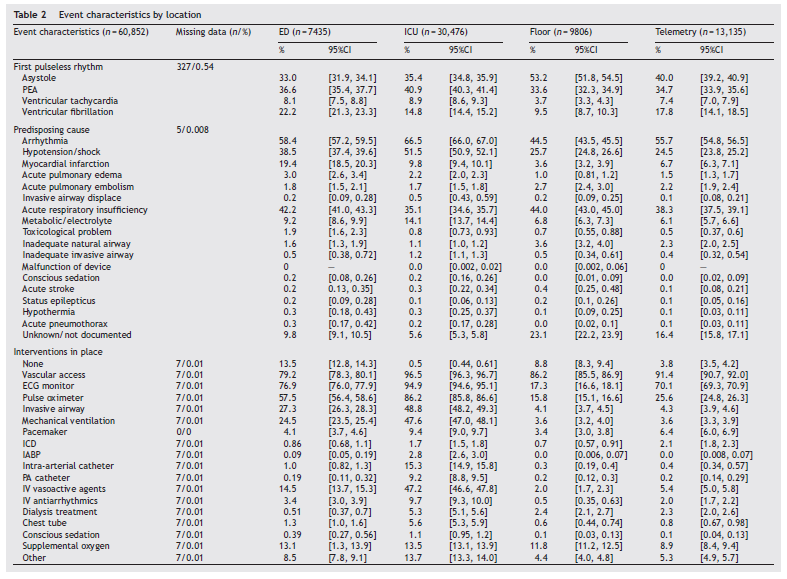 Table 2 Event characteristics by location
Event characteristics (n = 60,852) Missing data (n/%) ED (n = 7435) ICU (n = 30,476) Floor (n = 9806) Telemetry (n = 13,135)
% 95%CI % 95%CI % 95%CI % 95%CI
First pulseless rhythm 327/0.54
Asystole 33.0 [31.9, 34.1] 35.4 [34.8, 35.9] 53.2 [51.8, 54.5] 40.0 [39.2, 40.9]
PEA 36.6 [35.4, 37.7] 40.9 [40.3, 41.4] 33.6 [32.3, 34.9] 34.7 [33.9, 35.6]
Ventricular tachycardia 8.1 [7.5, 8.8] 8.9 [8.6, 9.3] 3.7 [3.3, 4.3] 7.4 [7.0, 7.9]
Ventricular fibrillation 22.2 [21.3, 23.3] 14.8 [14.4, 15.2] 9.5 [8.7, 10.3] 17.8 [14.1, 18.5]
Predisposing cause 5/0.008
Arrhythmia 58.4 [57.2, 59.5] 66.5 [66.0, 67.0] 44.5 [43.5, 45.5] 55.7 [54.8, 56.5]
Hypotension/shock 38.5 [37.4, 39.6] 51.5 [50.9, 52.1] 25.7 [24.8, 26.6] 24.5 [23.8, 25.2]
Myocardial infarction 19.4 [18.5, 20.3] 9.8 [9.4, 10.1] 3.6 [3.2, 3.9] 6.7 [6.3, 7.1]
Acute pulmonary edema 3.0 [2.6, 3.4] 2.2 [2.0, 2.3] 1.0 [0.81, 1.2] 1.5 [1.3, 1.7]
Acute pulmonary embolism 1.8 [1.5, 2.1] 1.7 [1.5, 1.8] 2.7 [2.4, 3.0] 2.2 [1.9, 2.4]
Invasive airway displace 0.2 [0.09, 0.28] 0.5 [0.43, 0.59] 0.2 [0.09, 0.25] 0.1 [0.08, 0.21]
Acute respiratory insufficiency 42.2 [41.0, 43.3] 35.1 [34.6, 35.7] 44.0 [43.0, 45.0] 38.3 [37.5, 39.1]
Metabolic/electrolyte 9.2 [8.6, 9.9] 14.1 [13.7, 14.4] 6.8 [6.3, 7.3] 6.1 [5.7, 6.6]
Toxicological problem 1.9 [1.6, 2.3] 0.8 [0.73, 0.93] 0.7 [0.55, 0.88] 0.5 [0.37, 0.6]
Inadequate natural airway 1.6 [1.3, 1.9] 1.1 [1.0, 1.2] 3.6 [3.2, 4.0] 2.3 [2.0, 2.5]
Inadequate invasive airway 0.5 [0.38, 0.72] 1.2 [1.1, 1.3] 0.5 [0.34, 0.61] 0.4 [0.32, 0.54]
Malfunction of device 0 — 0.0 [0.002, 0.02] 0.0 [0.002, 0.06] 0 —
Conscious sedation 0.2 [0.08, 0.26] 0.2 [0.16, 0.26] 0.0 [0.01, 0.09] 0.0 [0.02, 0.09]
Acute stroke 0.2 0.13, 0.35] 0.3 [0.22, 0.34] 0.4 [0.25, 0.48] 0.1 [0.08, 0.21]
Status epilepticus 0.2 [0.09, 0.28] 0.1 [0.06, 0.13] 0.2 [0.1, 0.26] 0.1 [0.05, 0.16]
Hypothermia 0.3 [0.18, 0.43] 0.3 [0.25, 0.37] 0.1 [0.09, 0.25] 0.1 [0.03, 0.11]
Acute pneumothorax 0.3 [0.17, 0.42] 0.2 [0.17, 0.28] 0.0 [0.02, 0.1] 0.1 [0.03, 0.11]
Unknown/not documented 9.8 [9.1, 10.5] 5.6 [5.3, 5.8] 23.1 [22.2, 23.9] 16.4 [15.8, 17.1]
Interventions in place
None 7/0.01 13.5 [12.8, 14.3] 0.5 [0.44, 0.61] 8.8 [8.3, 9.4] 3.8 [3.5, 4.2]
Vascular access 7/0.01 79.2 [78.3, 80.1] 96.5 [96.3, 96.7] 86.2 [85.5, 86.9] 91.4 [90.7, 92.0]
ECG monitor 7/0.01 76.9 [76.0, 77.9] 94.9 [94.6, 95.1] 17.3 [16.6, 18.1] 70.1 [69.3, 70.9]
Pulse oximeter 7/0.01 57.5 [56.4, 58.6] 86.2 [85.8, 86.6] 15.8 [15.1, 16.6] 25.6 [24.8, 26.3]
Invasive airway 7/0.01 27.3 [26.3, 28.3] 48.8 [48.2, 49.3] 4.1 [3.7, 4.5] 4.3 [3.9, 4.6]
Mechanical ventilation 7/0.01 24.5 [23.5, 25.4] 47.6 [47.0, 48.1] 3.6 [3.2, 4.0] 3.6 [3.3, 3.9]
Pacemaker 0/0 4.1 [3.7, 4.6] 9.4 [9.0, 9.7] 3.4 [3.0, 3.8] 6.4 [6.0, 6.9]
ICD 7/0.01 0.86 [0.68, 1.1] 1.7 [1.5, 1.8] 0.7 [0.57, 0.91] 2.1 [1.8, 2.3]
IABP 7/0.01 0.09 [0.05, 0.19] 2.8 [2.6, 3.0] 0.0 [0.006, 0.07] 0.0 [0.008, 0.07]
Intra-arterial catheter 7/0.01 1.0 [0.82, 1.3] 15.3 [14.9, 15.8] 0.3 [0.19, 0.4] 0.4 [0.34, 0.57]
PA catheter 7/0.01 0.19 [0.11, 0.32] 9.2 [8.8, 9.5] 0.2 [0.12, 0.3] 0.2 [0.14, 0.29]
IV vasoactive agents 7/0.01 14.5 [13.7, 15.3] 47.2 [46.6, 47.8] 2.0 [1.7, 2.3] 5.4 [5.0, 5.8]
IV antiarrhythmics 7/0.01 3.4 [3.0, 3.9] 9.7 [9.3, 10.0] 0.5 [0.35, 0.63] 2.0 [1.7, 2.2]
Dialysis treatment 7/0.01 0.51 [0.37, 0.7] 5.3 [5.1, 5.6] 2.4 [2.1, 2.7] 2.3 [2.0, 2.6]
Chest tube 7/0.01 1.3 [1.0, 1.6] 5.6 [5.3, 5.9] 0.6 [0.44, 0.74] 0.8 [0.67, 0.98]
Conscious sedation 7/0.01 0.39 [0.27, 0.56] 1.1 [0.95, 1.2] 0.1 [0.03, 0.13] 0.1 [0.04, 0.13]
Supplemental oxygen 7/0.01 13.1 [1.3, 13.9] 13.5 [13.1, 13.9] 11.8 [11.2, 12.5] 8.9 [8.4, 9.4]
Other 7/0.01 8.5 [7.8, 9.1] 13.7 [13.3, 14.0] 4.4 [4.0, 4.8] 5.3 [4.9, 5.7]